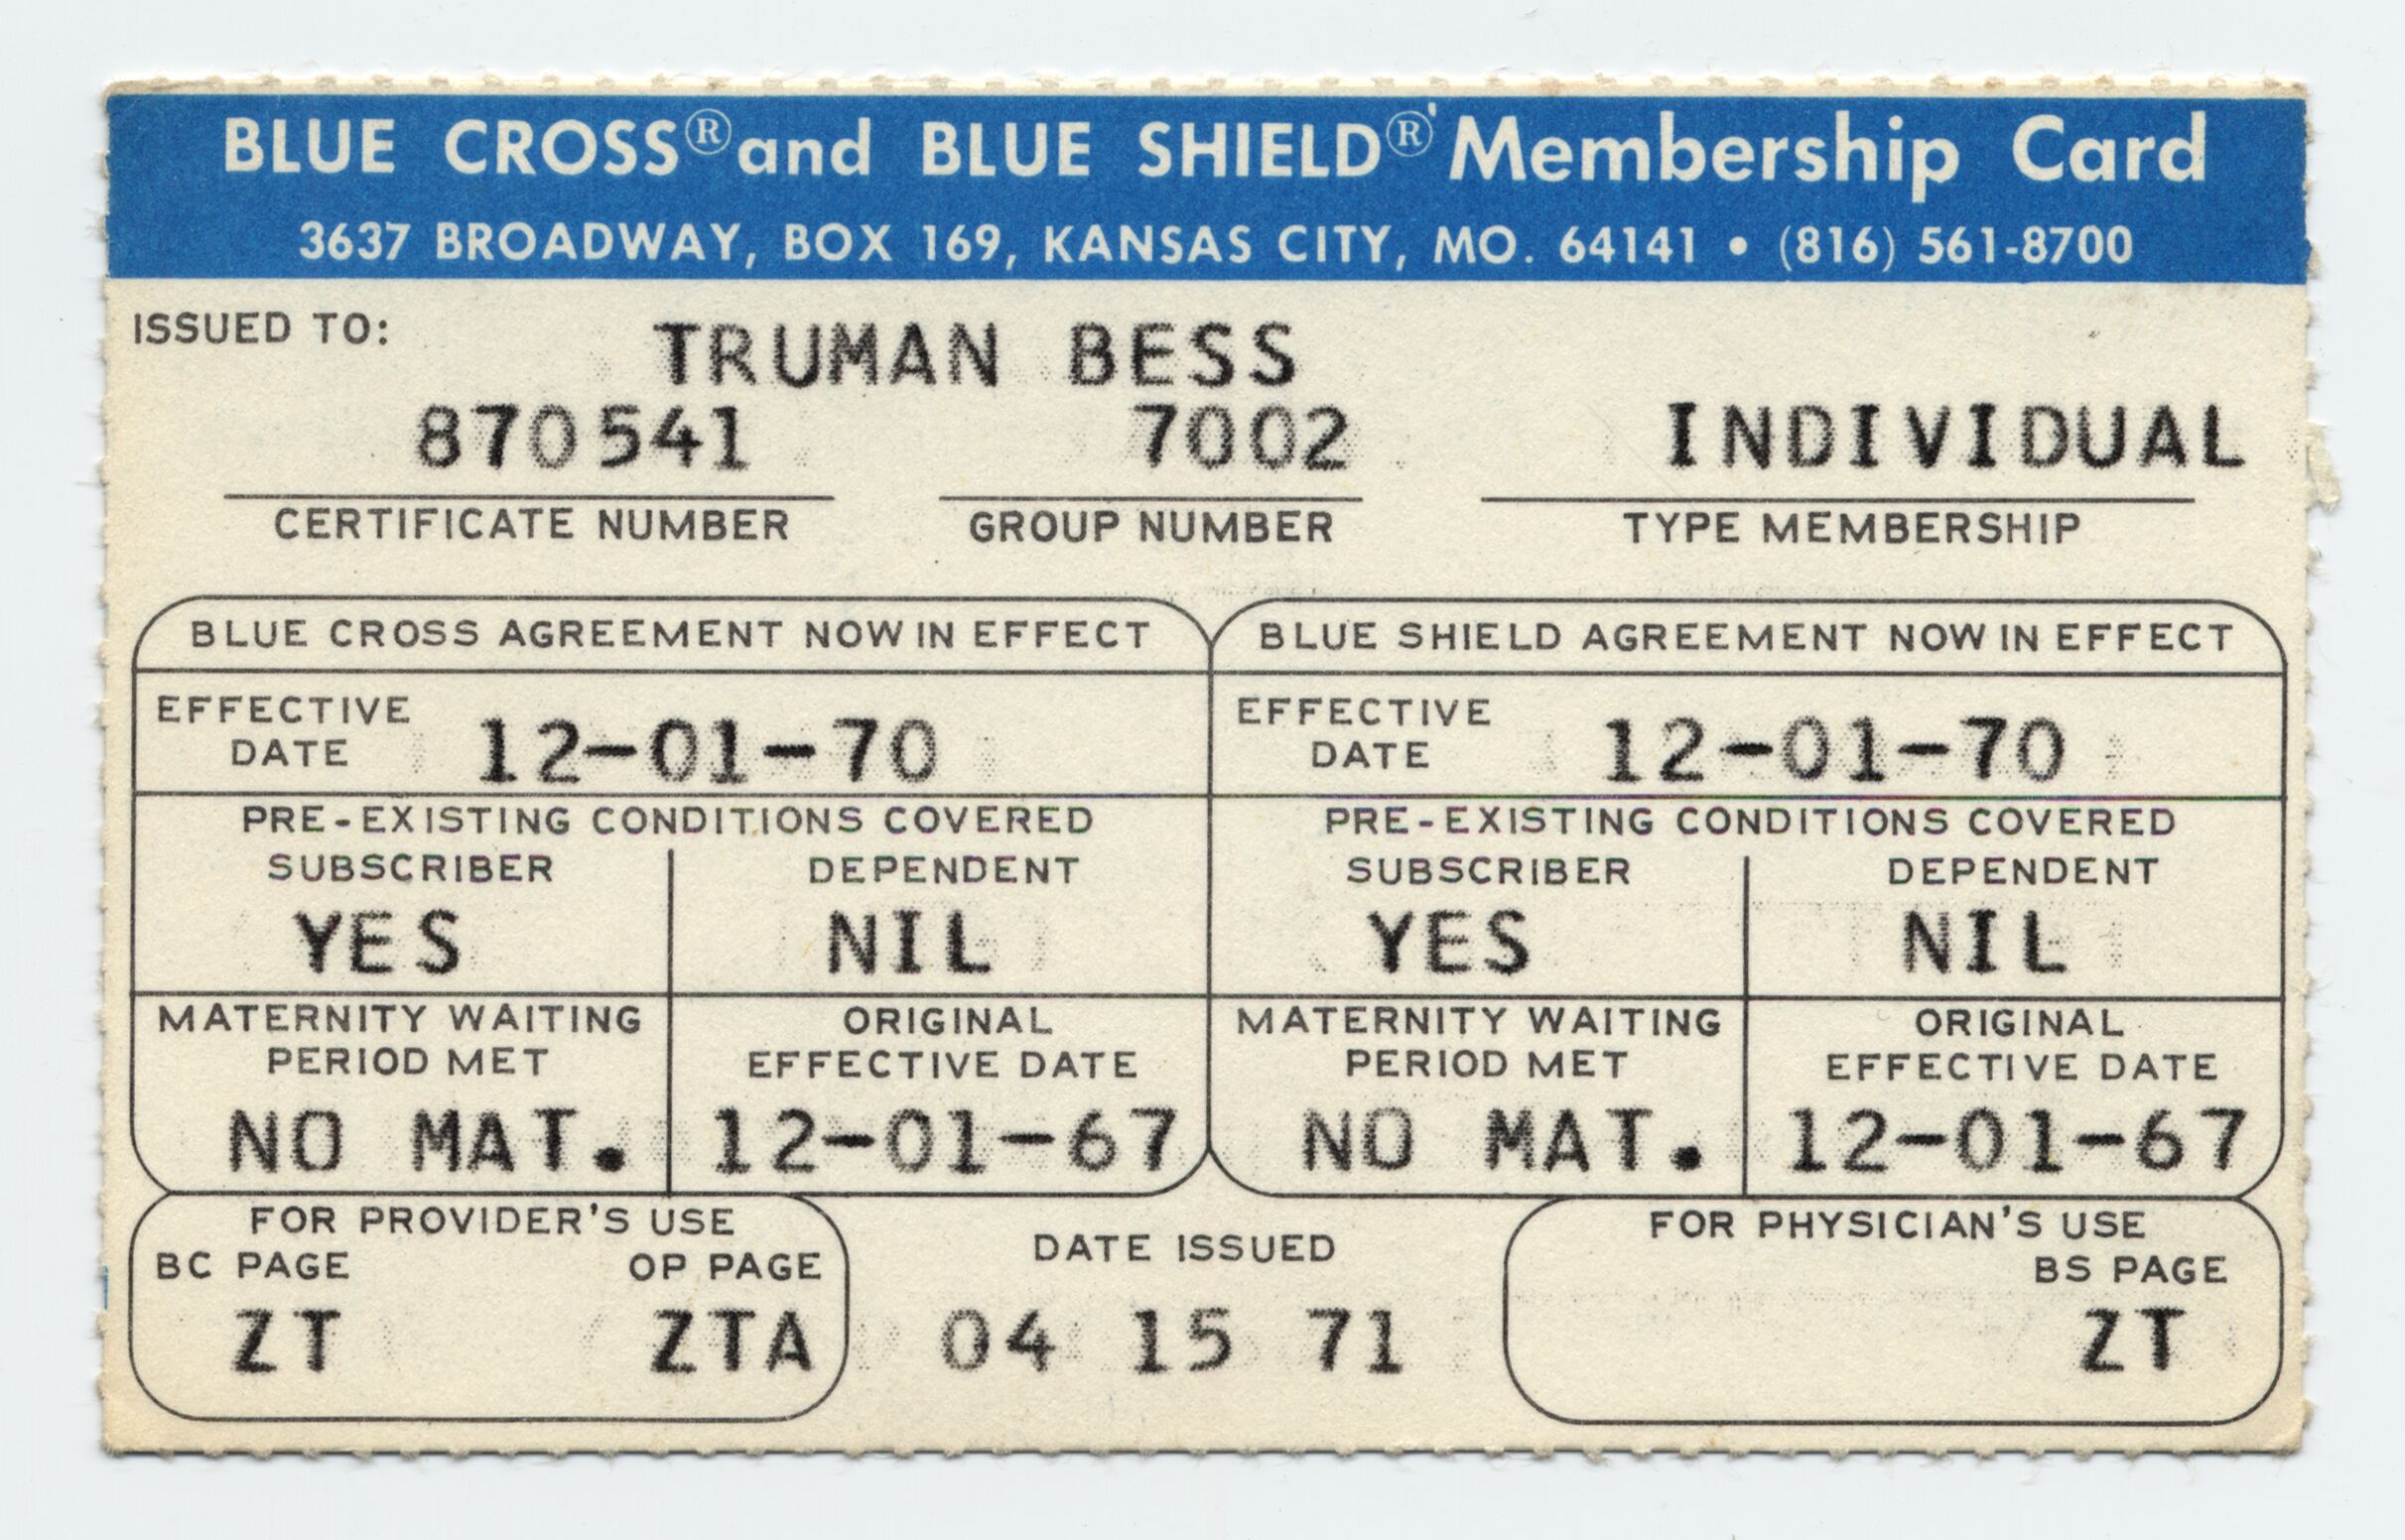 BLUE CROSS® and BLUE SHIELD® Membership Card
3637 BROADWAY, BOX 169, KANSAS CITY, MO. 64141 • (816) 561-8700
ISSUED TO: TRUMAN BESS
870541 7002 INDIVIDUAL
CERTIFICATE NUMBER GROUP NUMBER TYPE MEMBERSHIP
BLUE CROSS AGREEMENT NOW IN EFFECT
EFFECTIVE
DATE 12-01-70
PRE-EXISTING CONDITIONS COVERED
SUBSCRIBER DEPENDENT
YES NIL
MATERNITY WAITING ORIGINAL
PERIOD MET EFFECTIVE DATE
NO MAT. 12-01-67
BLUE SHIELD AGREEMENT NOW IN EFFECT
EFFECTIVE
DATE 12-01-70
PRE-EXISTING CONDITIONS COVERED
SUBSCRIBER DEPENDENT
YES NIL
MATERNITY WAITING ORIGINAL
PERIOD MET EFFECTIVE DATE
NO MAT. 12-01-67
FOR PROVIDER'S USE
BC PAGE OP PAGE
ZT ZTA
DATE ISSUED
04 15 71
FOR PHYSICIAN'S USE
BS PAGE
ZT